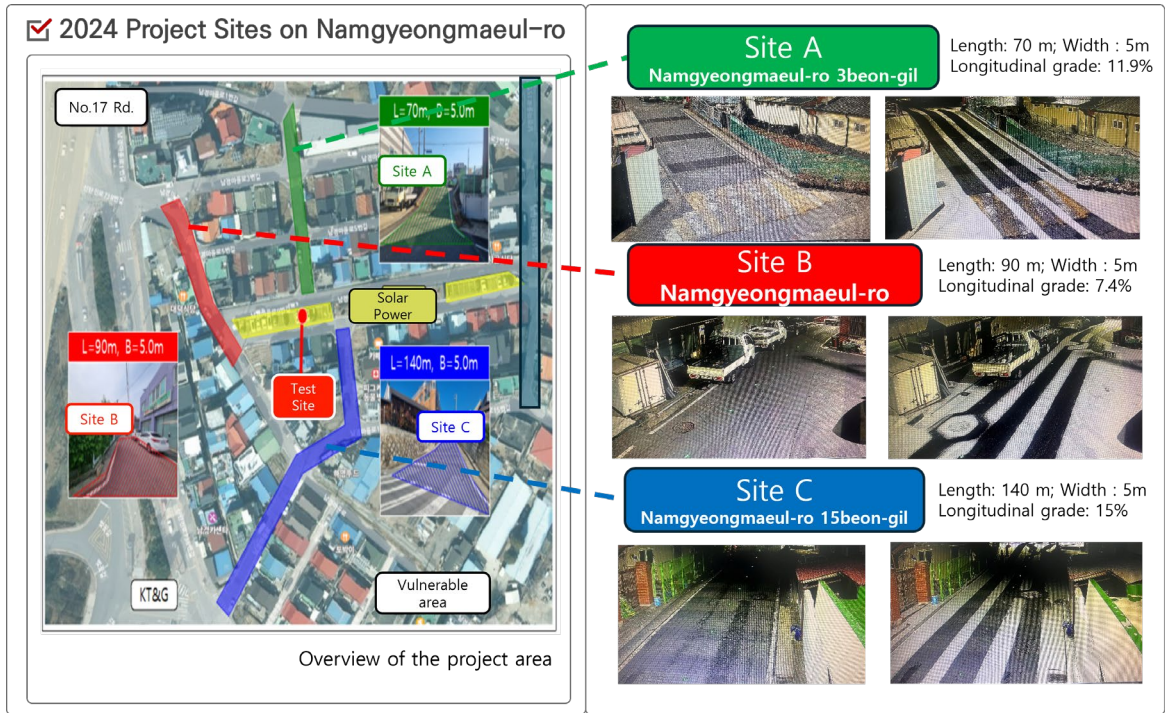 2024 Project Sites on Namgyeongmaeul-ro
No.17 Rd.
L=70m, B=5.0m
Site A
Solar
Power
L=90m, B=5.0m
Site B
Test
Site
L=140m, B=5.0m
Site C
KT&G
Vulnerable
area
Overview of the project area
Site A
Namgyeongmaeul-ro 3beon-gil
Length: 70 m; Width : 5m
Longitudinal grade: 11.9%
Site B
Namgyeongmaeul-ro
Length: 90 m; Width : 5m
Longitudinal grade: 7.4%
Site C
Namgyeongmaeul-ro 15beon-gil
Length: 140 m; Width : 5m
Longitudinal grade: 15%